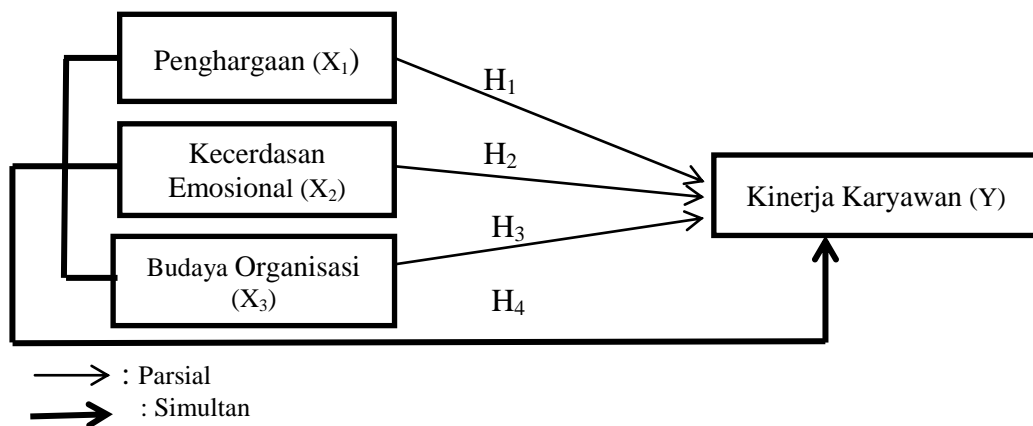 Penghargaan (X₁)
H₁
Kecerdasan
Emosional (X₂)
H₂
Kinerja Karyawan (Y)
Budaya Organisasi
(X₃)
H₃
H₄
: Parsial
: Simultan